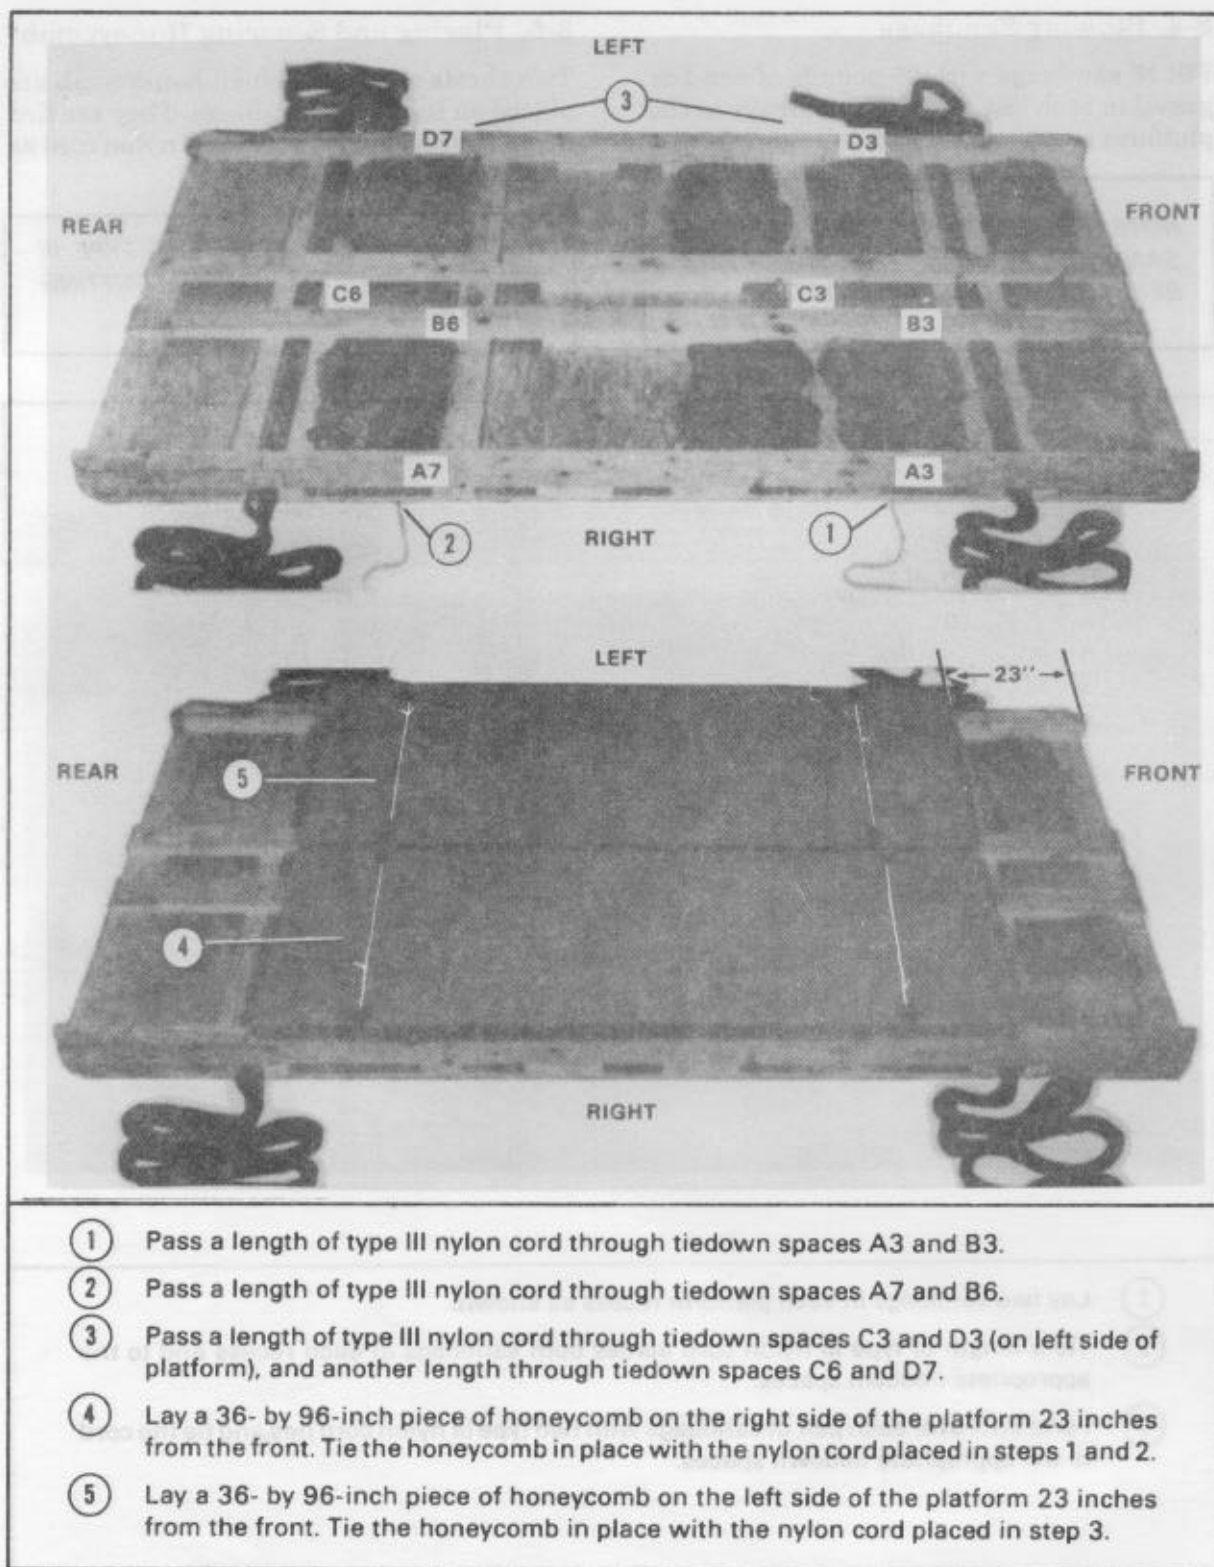 LEFT
3
D7 D3
REAR FRONT
C6 C3
B6 B3
A7 A3
2 RIGHT 1
LEFT
23''
REAR FRONT
5
4
RIGHT
1 Pass a length of type III nylon cord through tiedown spaces A3 and B3.
2 Pass a length of type III nylon cord through tiedown spaces A7 and B6.
3 Pass a length of type III nylon cord through tiedown spaces C3 and D3 (on left side of
platform), and another length through tiedown spaces C6 and D7.
4 Lay a 36- by 96-inch piece of honeycomb on the right side of the platform 23 inches
from the front. Tie the honeycomb in place with the nylon cord placed in steps 1 and 2.
5 Lay a 36- by 96-inch piece of honeycomb on the left side of the platform 23 inches
from the front. Tie the honeycomb in place with the nylon cord placed in step 3.